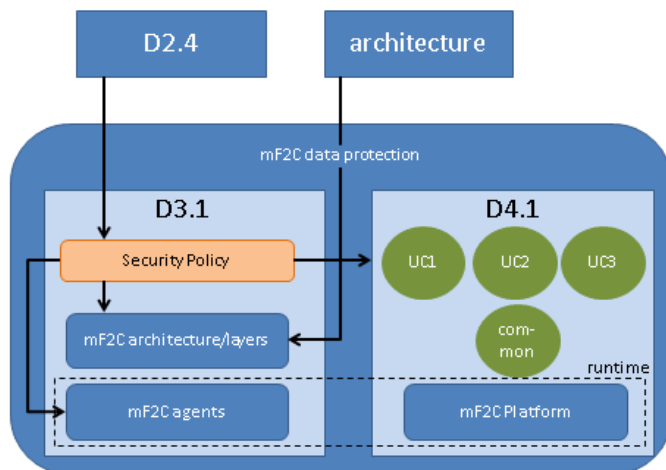 D2.4
architecture
mF2C data protection
D3.1
D4.1
Security Policy
UC1
UC2
UC3
mF2C architecture/layers
com-
mon
runtime
mF2C agents
mF2C Platform